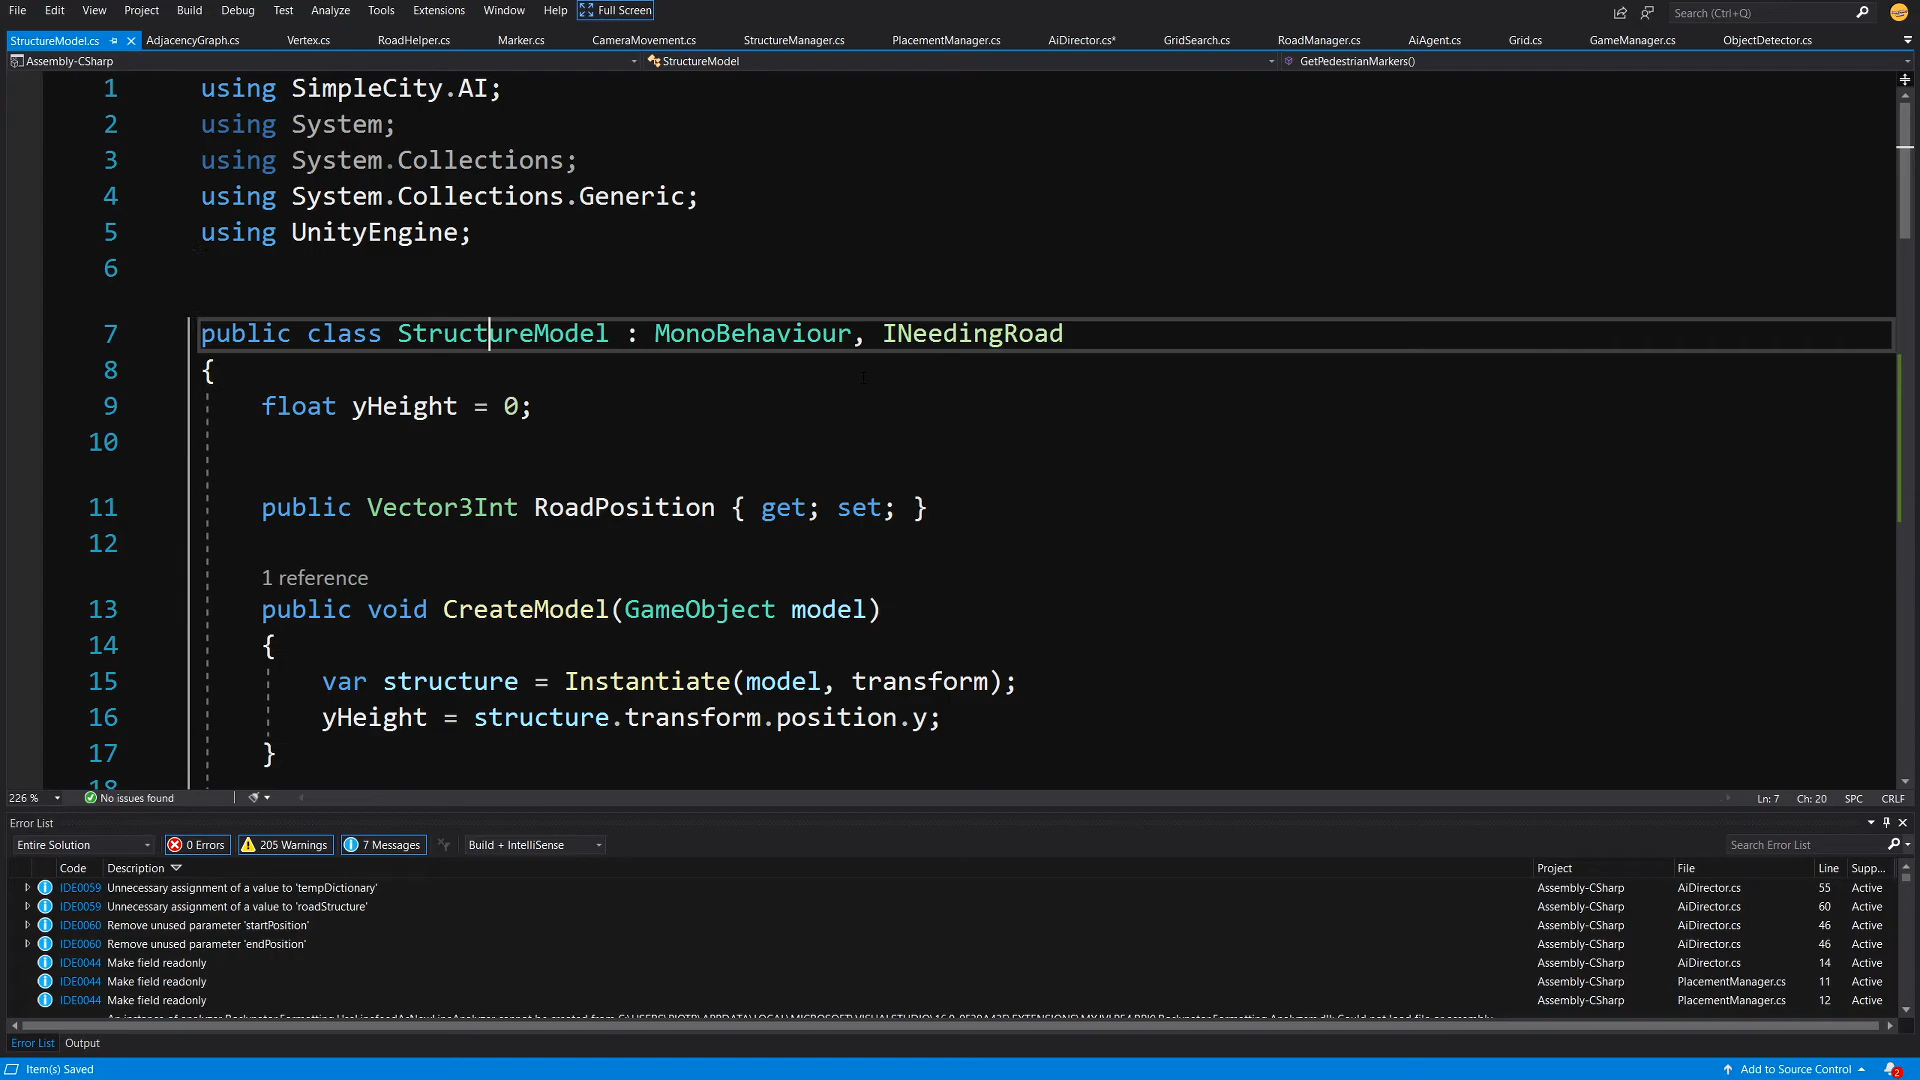 File Edit View Project Build Debug Test Analyze Tools Extensions Window Help Full Screen Search (Ctrl+Q)
StructureModel.cs AdjacencyGraph.cs Vertex.cs RoadHelper.cs Marker.cs CameraMovement.cs StructureManager.cs PlacementManager.cs AiDirector.cs* GridSearch.cs RoadManager.cs AiAgent.cs Grid.cs GameManager.cs ObjectDetector.cs
Assembly-CSharp StructureModel GetPedestrianMarkers()
1 using SimpleCity.AI;
2 using System;
3 using System.Collections;
4 using System.Collections.Generic;
5 using UnityEngine;
6
7 public class StructureModel : MonoBehaviour, INeedingRoad
8 {
9 float yHeight = 0;
10
11 public Vector3Int RoadPosition { get; set; }
12
1 reference
13 public void CreateModel(GameObject model)
14 {
15 var structure = Instantiate(model, transform);
16 yHeight = structure.transform.position.y;
17 }
18
226 % No issues found Ln: 7 Ch: 20 SPC CRLF
Error List
Entire Solution 0 Errors 205 Warnings 7 Messages Build + IntelliSense Search Error List
Code Description Project File Line Supp...
IDE0059 Unnecessary assignment of a value to 'tempDictionary' Assembly-CSharp AiDirector.cs 55 Active
IDE0059 Unnecessary assignment of a value to 'roadStructure' Assembly-CSharp AiDirector.cs 60 Active
IDE0060 Remove unused parameter 'startPosition' Assembly-CSharp AiDirector.cs 46 Active
IDE0060 Remove unused parameter 'endPosition' Assembly-CSharp AiDirector.cs 46 Active
IDE0044 Make field readonly Assembly-CSharp AiDirector.cs 14 Active
IDE0044 Make field readonly Assembly-CSharp PlacementManager.cs 11 Active
IDE0044 Make field readonly Assembly-CSharp PlacementManager.cs 12 Active
Error List Output
Item(s) Saved Add to Source Control 2